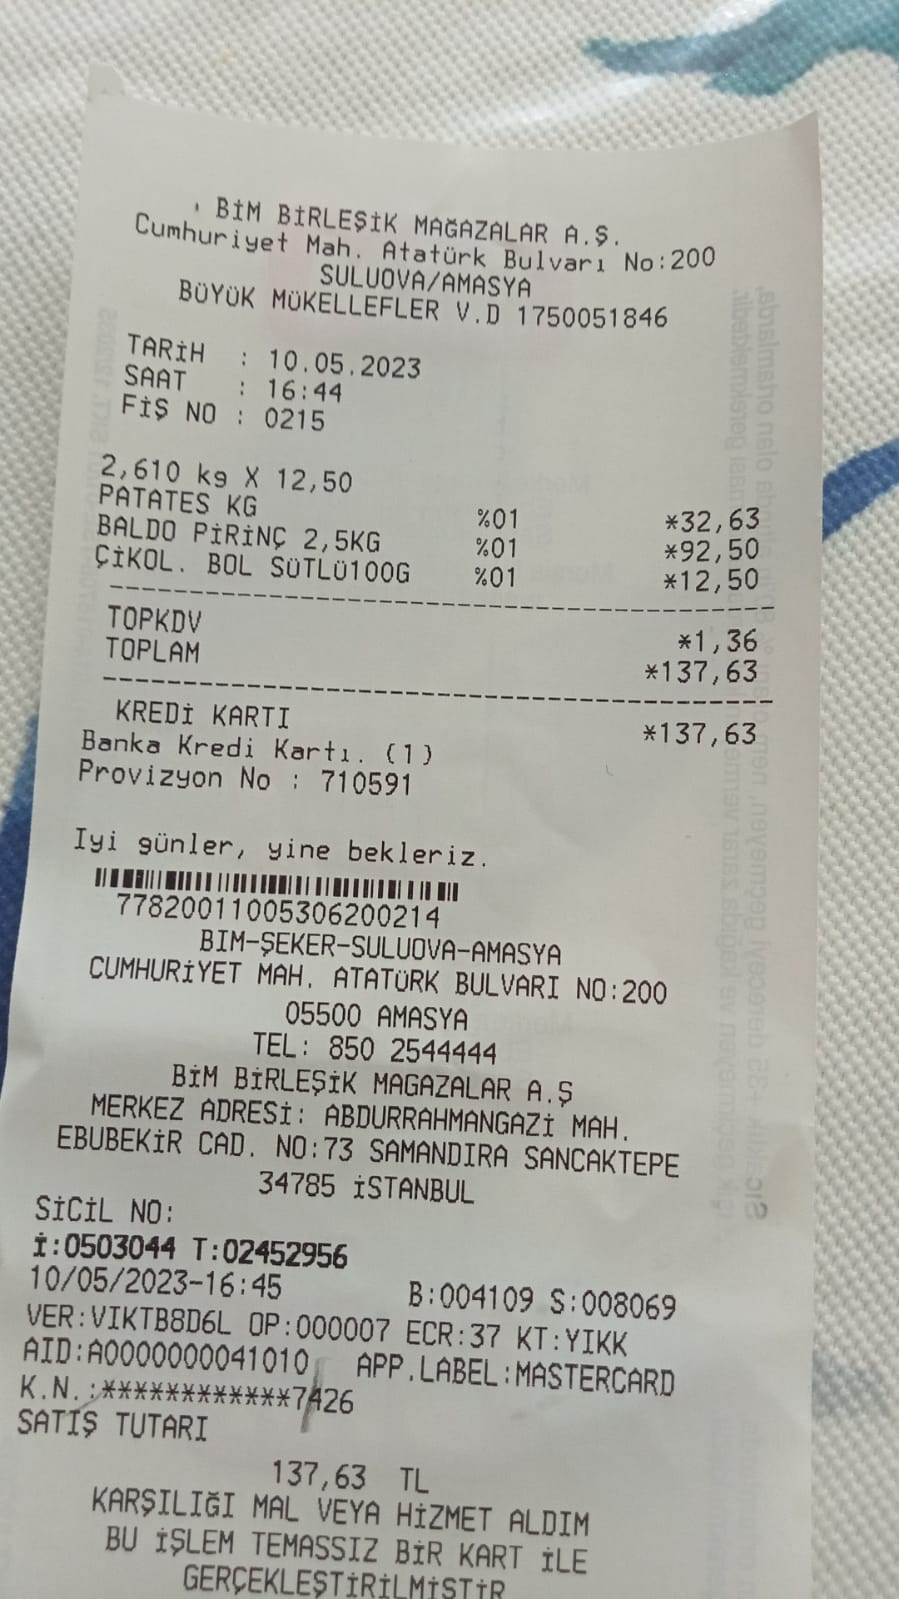 BİM BİRLEŞİK MAĞAZALAR A.Ş.
Cumhuriyet Mah. Atatürk Bulvarı No:200
SULUOVA/AMASYA
BÜYÜK MÜKELLEFLER V.D 1750051846
TARİH : 10.05.2023
SAAT : 16:44
FİŞ NO : 0215
2,610 kg X 12,50
PATATES KG %01 *32,63
BALDO PİRİNÇ 2,5KG %01 *92,50
ÇİKOL. BOL SÜTLÜ100G %01 *12,50
TOPKDV *1,36
TOPLAM *137,63
KREDİ KARTI *137,63
Banka Kredi Kartı. (1)
Provizyon No : 710591
Iyi günler, yine bekleriz.
77820011005306200214
BIM-ŞEKER-SULUOVA-AMASYA
CUMHURİYET MAH. ATATÜRK BULVARI NO:200
05500 AMASYA
TEL: 850 2544444
BİM BİRLEŞİK MAGAZALAR A.Ş
MERKEZ ADRESİ: ABDURRAHMANGAZİ MAH.
EBUBEKİR CAD. NO:73 SAMANDIRA SANCAKTEPE
34785 İSTANBUL
SİCİL NO:
İ:0503044 T:02452956
10/05/2023-16:45 B:004109 S:008069
VER:VIKTB8D6L OP:000007 ECR:37 KT:YIKK
AID:A0000000041010 APP.LABEL:MASTERCARD
K.N.:************7426
SATIŞ TUTARI
137,63 TL
KARŞILIĞI MAL VEYA HİZMET ALDIM
BU İŞLEM TEMASSIZ BİR KART İLE
GERÇEKLEŞTİRİLMİŞTİR